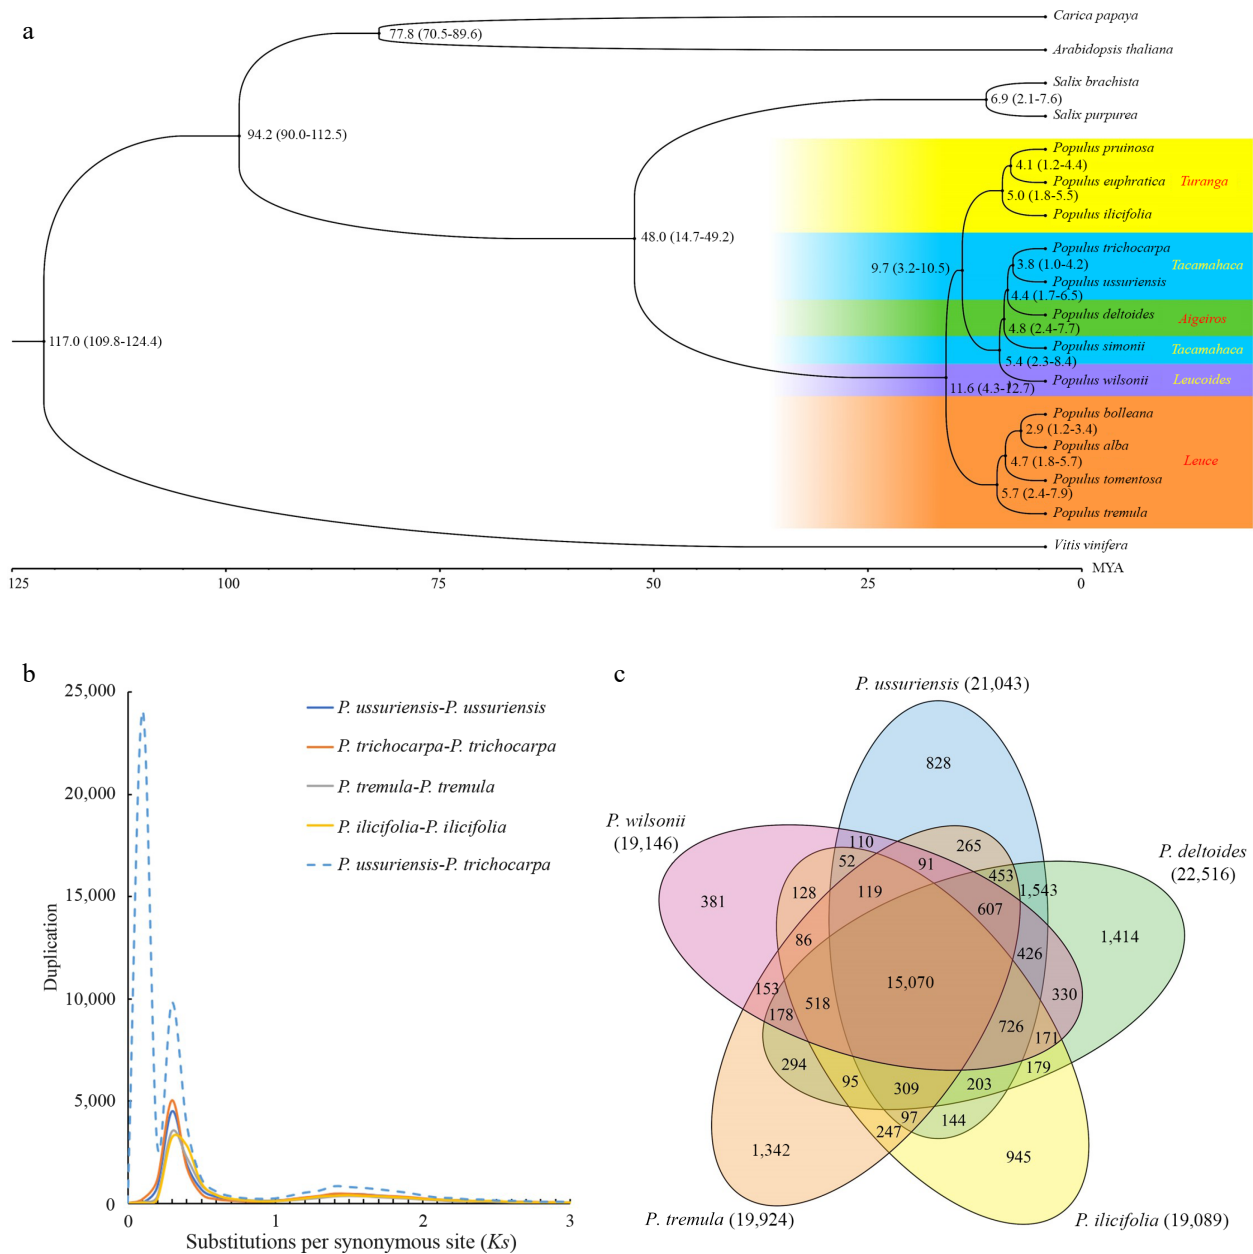 a
Carica papaya
77.8 (70.5-89.6)
Arabidopsis thaliana
Salix brachista
6.9 (2.1-7.6)
Salix purpurea
94.2 (90.0-112.5)
Populus pruinosa
4.1 (1.2-4.4)
Populus euphratica
Turanga
5.0 (1.8-5.5)
Populus ilicifolia
48.0 (14.7-49.2)
Populus trichocarpa
9.7 (3.2-10.5)
3.8 (1.0-4.2)
Tacamahaca
Populus ussuriensis
4.4 (1.7-6.5)
Populus deltoides
Aigeiros
4.8 (2.4-7.7)
117.0 (109.8-124.4)
Populus simonii
Tacamahaca
5.4 (2.3-8.4)
Populus wilsonii
Leucoides
11.6 (4.3-12.7)
Populus bolleana
2.9 (1.2-3.4)
Populus alba
4.7 (1.8-5.7)
Leuce
Populus tomentosa
5.7 (2.4-7.9)
Populus tremula
Vitis vinifera
MYA
125 100 75 50 25 0
b
25,000
20,000
15,000
10,000
5,000
0
Duplication
P. ussuriensis-P. ussuriensis
P. trichocarpa-P. trichocarpa
P. tremula-P. tremula
P. ilicifolia-P. ilicifolia
P. ussuriensis-P. trichocarpa
0 1 2 3
Substitutions per synonymous site (Ks)
c
P. ussuriensis (21,043)
828
P. wilsonii
(19,146)
P. deltoides
(22,516)
110
265
52
91
453
128
119
1,543
381
607
1,414
86
426
15,070
153
330
518
178
726
171
294
179
95
309
203
97
144
247
1,342
945
P. tremula (19,924)
P. ilicifolia (19,089)